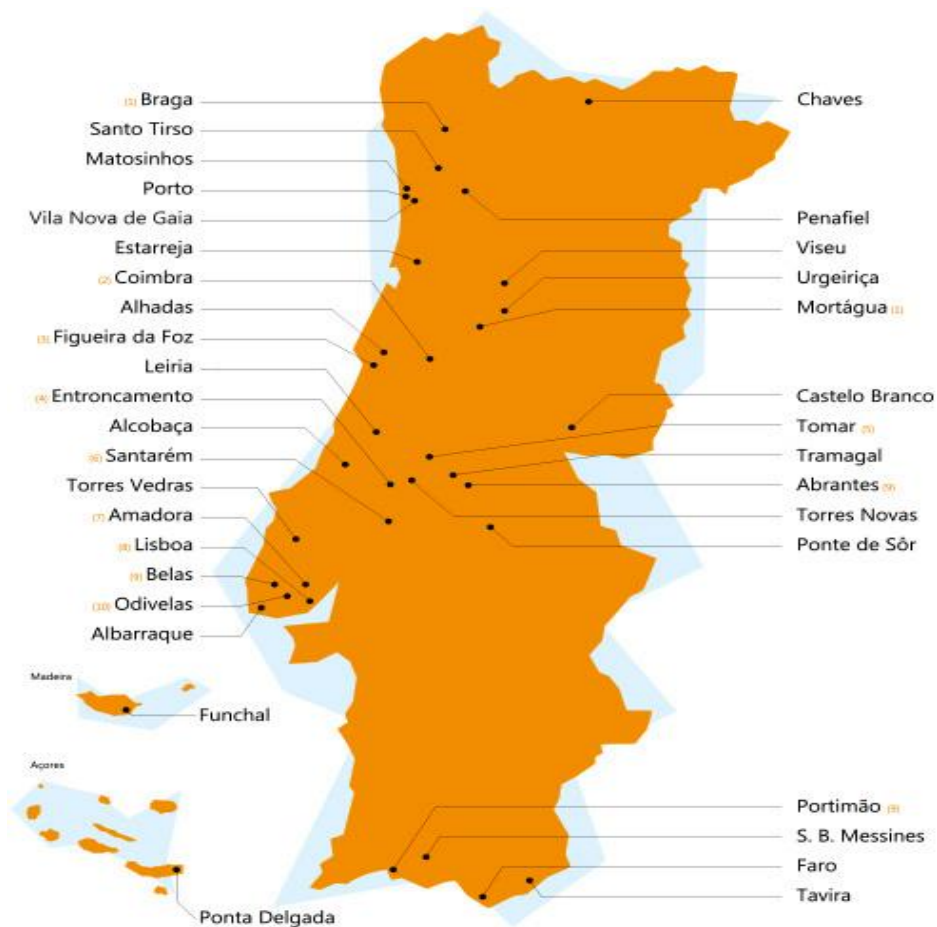 (1) Braga
Santo Tirso
Matosinhos
Porto
Vila Nova de Gaia
Estarreja
(2) Coimbra
Alhadas
(3) Figueira da Foz
Leiria
(4) Entroncamento
Alcobaça
(6) Santarém
Torres Vedras
(7) Amadora
(8) Lisboa
(9) Belas
(10) Odivelas
Albarraque
Madeira
Funchal
Açores
Ponta Delgada
Chaves
Penafiel
Viseu
Urgeiriça
Mortágua (1)
Castelo Branco
Tomar (5)
Tramagal
Abrantes (9)
Torres Novas
Ponte de Sôr
Portimão
S. B. Messines
Faro
Tavira